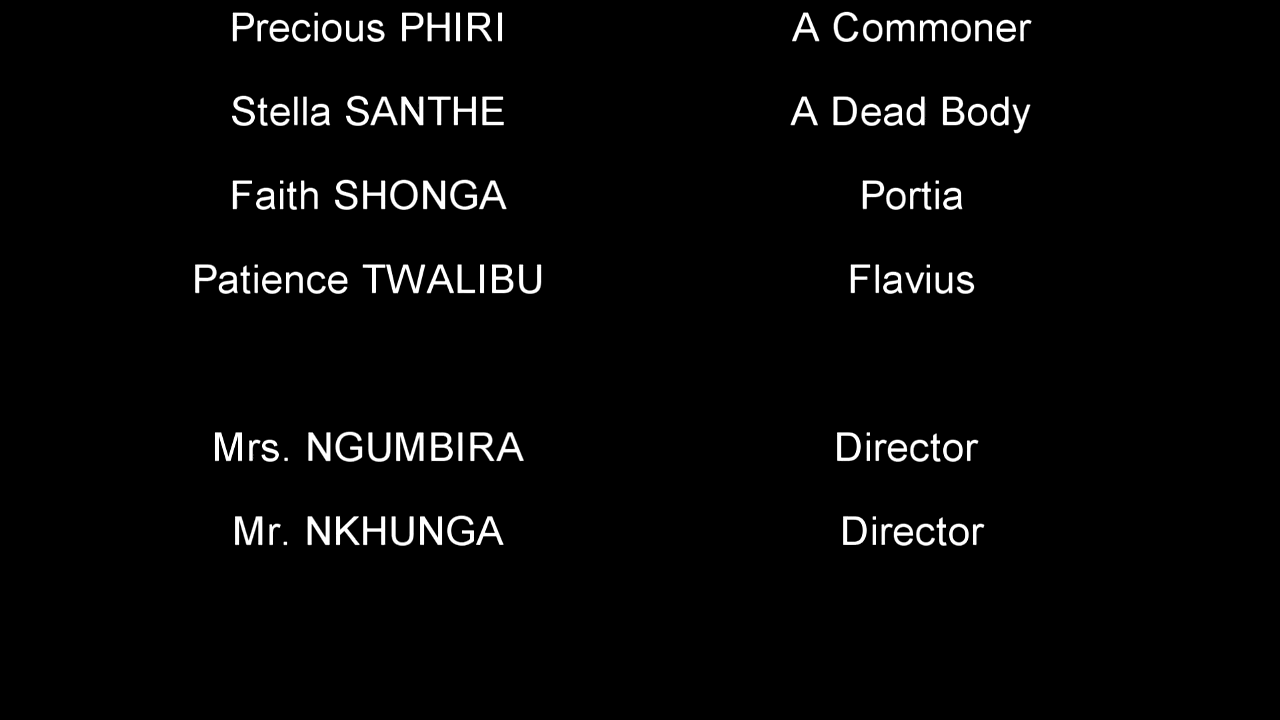 Precious PHIRI A Commoner
Stella SANTHE A Dead Body
Faith SHONGA Portia
Patience TWALIBU Flavius
Mrs. NGUMBIRA Director
Mr. NKHUNGA Director